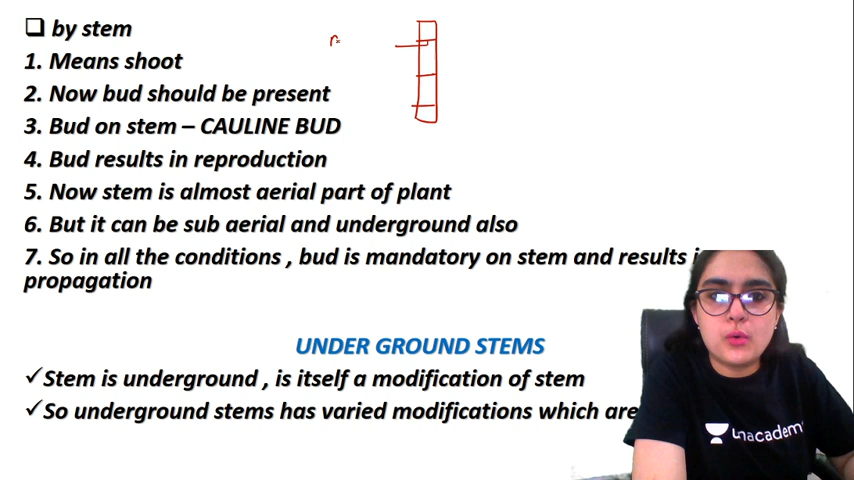 by stem
1. Means shoot
2. Now bud should be present
3. Bud on stem – CAULINE BUD
4. Bud results in reproduction
5. Now stem is almost aerial part of plant
6. But it can be sub aerial and underground also
7. So in all the conditions , bud is mandatory on stem and results
propagation
UNDER GROUND STEMS
✓Stem is underground , is itself a modification of stem
✓So underground stems has varied modifications which are
unacademy